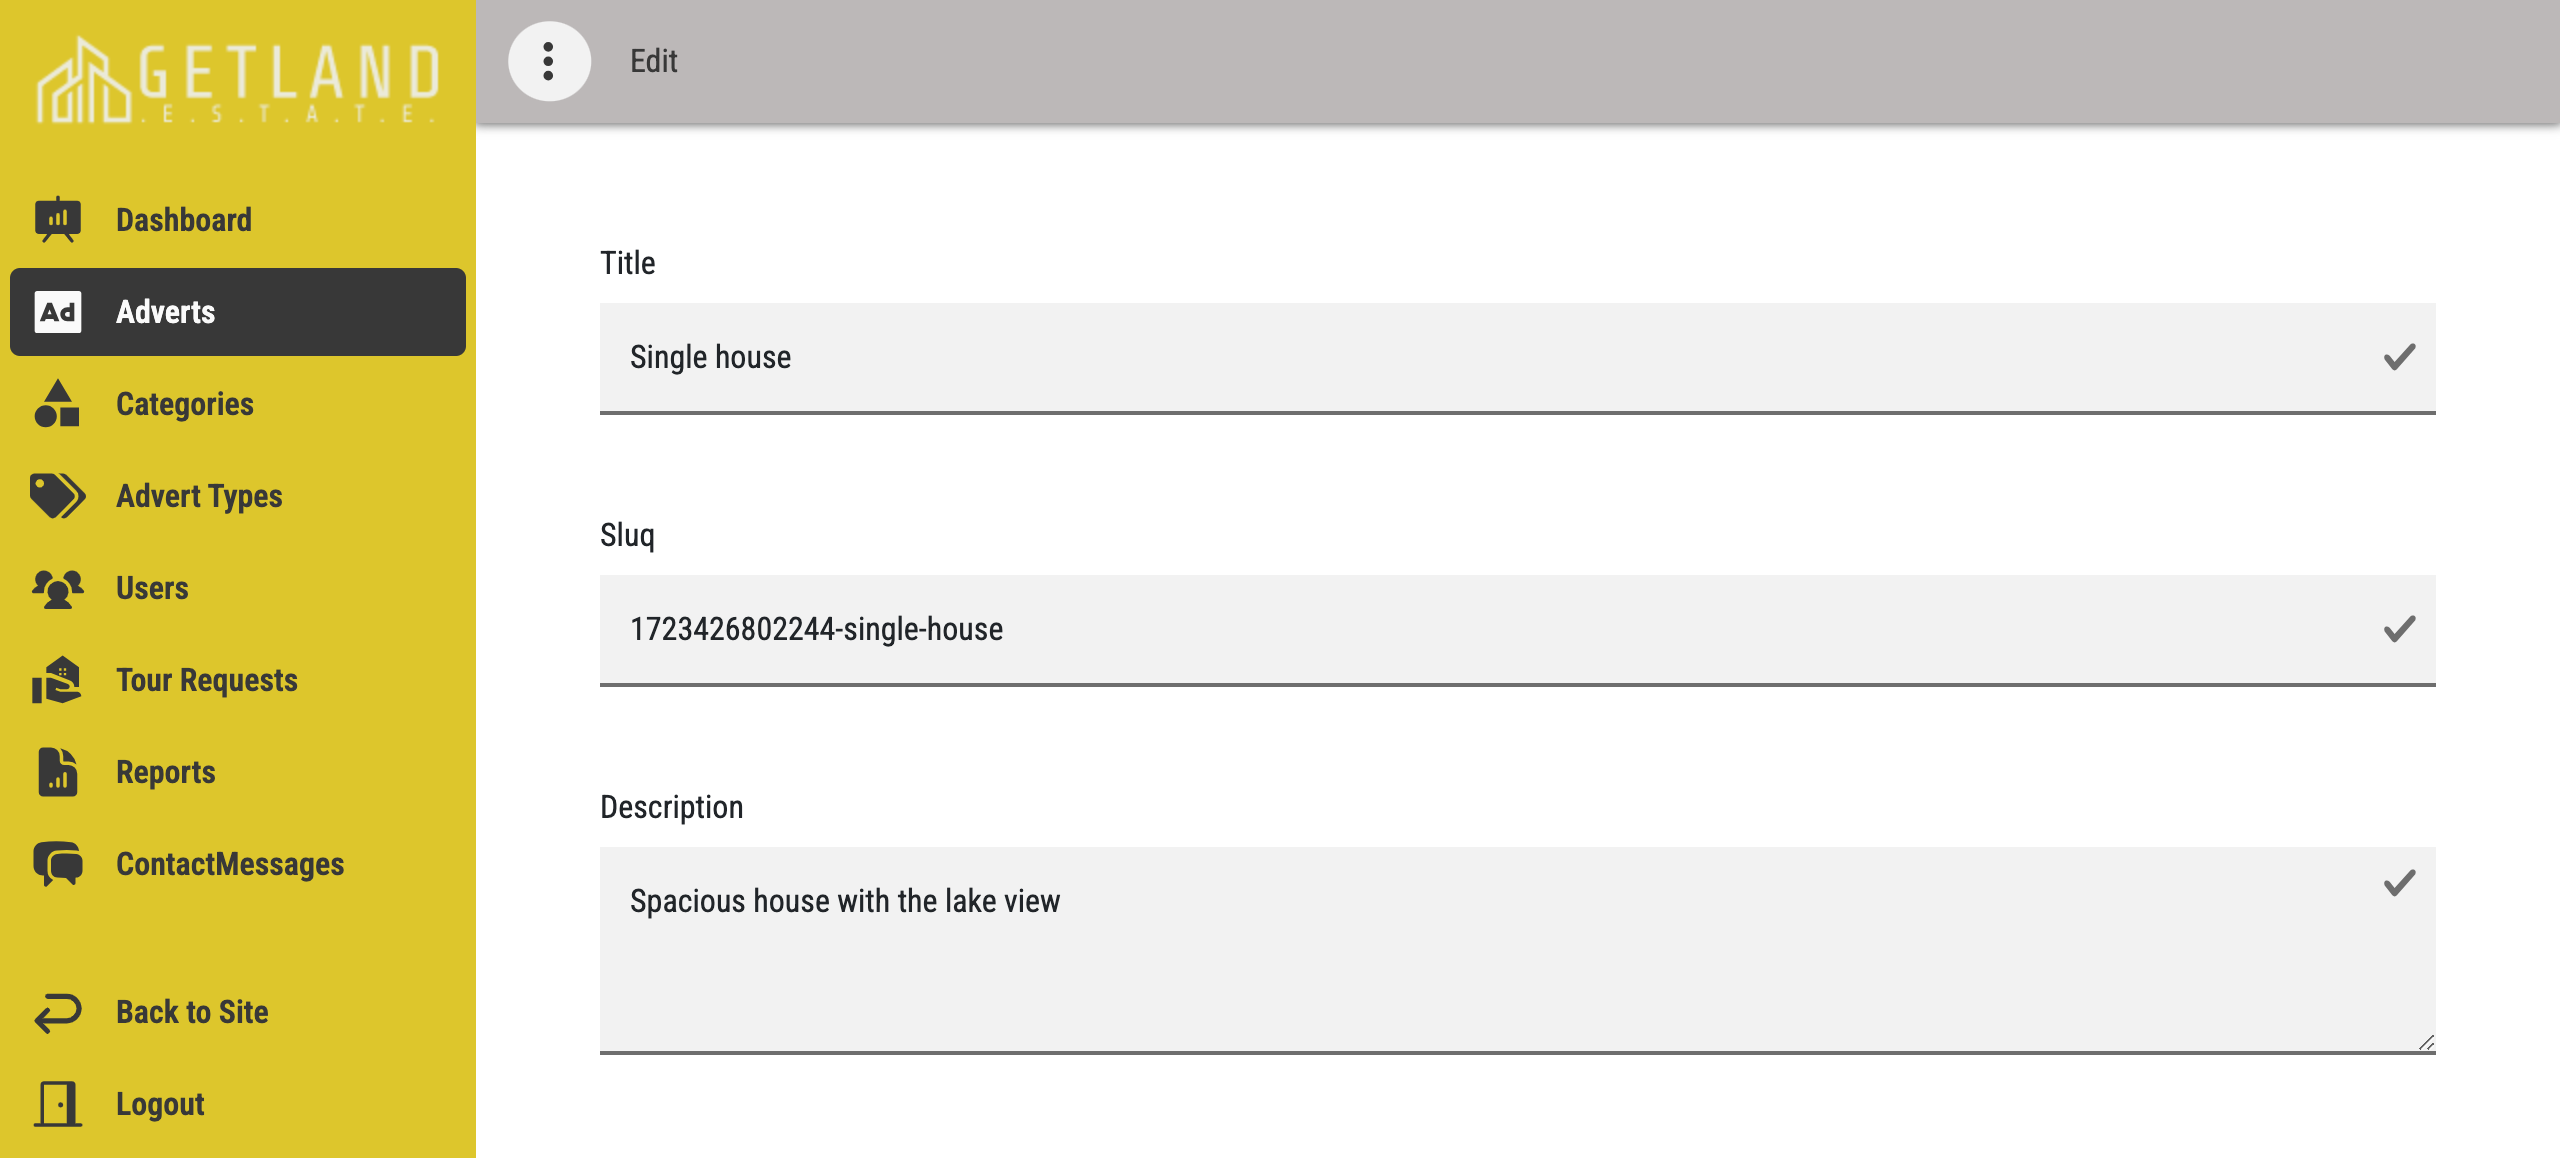 GETLAND
.E.S.T.A.T.E.
Dashboard
Ad Adverts
Categories
Advert Types
Users
Tour Requests
Reports
ContactMessages
Back to Site
Logout
Edit
Title
Single house
Sluq
1723426802244-single-house
Description
Spacious house with the lake view